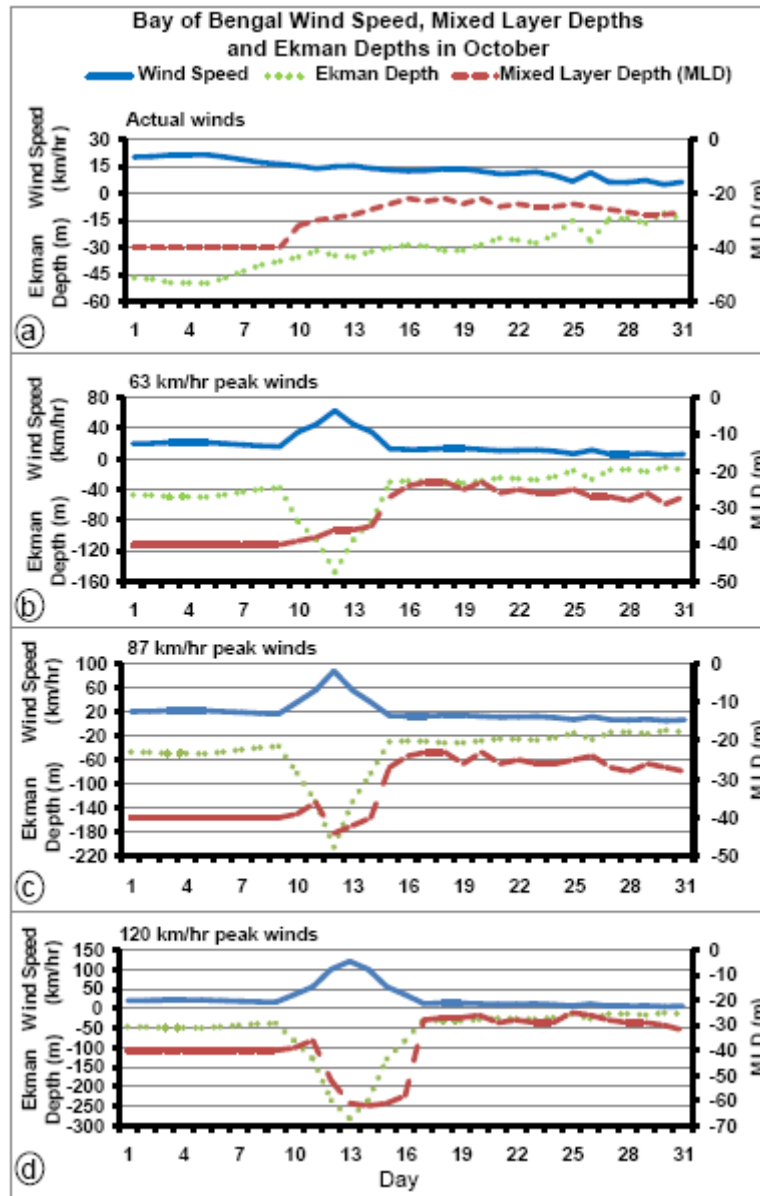 Bay of Bengal Wind Speed, Mixed Layer Depths
and Ekman Depths in October
Wind Speed Ekman Depth Mixed Layer Depth (MLD)
Actual winds
Wind Speed
(km/hr)
Ekman
Depth (m)
30
15
0
-15
-30
-45
-60
0
-20
-40
-60
MLD (m)
1 4 7 10 13 16 19 22 25 28 31
a
63 km/hr peak winds
Wind Speed
(km/hr)
Ekman
Depth (m)
80
40
0
-40
-80
-120
-160
0
-10
-20
-30
-40
-50
MLD (m)
1 4 7 10 13 16 19 22 25 28 31
b
87 km/hr peak winds
Wind Speed
(km/hr)
Ekman
Depth (m)
100
60
20
-20
-60
-100
-140
-180
-220
0
-10
-20
-30
-40
-50
MLD (m)
1 4 7 10 13 16 19 22 25 28 31
c
120 km/hr peak winds
Wind Speed
(km/hr)
Ekman
Depth (m)
150
100
50
0
-50
-100
-150
-200
-250
-300
0
-10
-20
-30
-40
-50
-60
-70
MLD (m)
1 4 7 10 13 16 19 22 25 28 31
d
Day